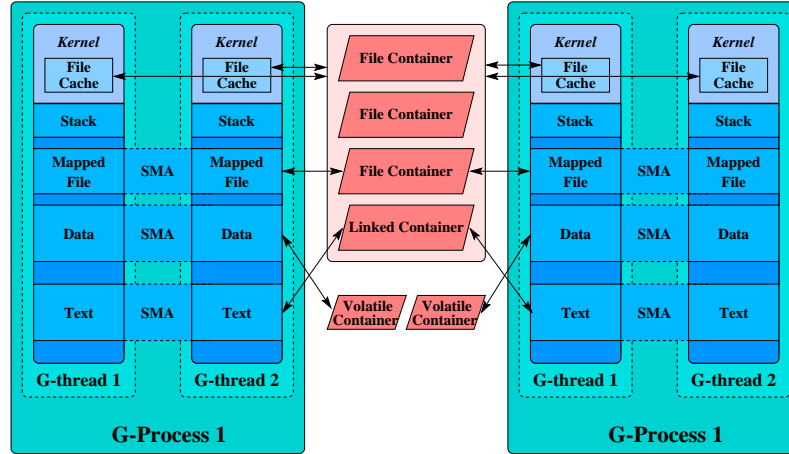 Kernel
File
Cache
Stack
Mapped
File
Data
Text
G-thread 1
SMA
SMA
SMA
Kernel
File
Cache
Stack
Mapped
File
Data
Text
G-thread 2
G-Process 1
File Container
File Container
File Container
Linked Container
Volatile
Container
Volatile
Container
Kernel
File
Cache
Stack
Mapped
File
Data
Text
G-thread 1
SMA
SMA
SMA
Kernel
File
Cache
Stack
Mapped
File
Data
Text
G-thread 2
G-Process 1